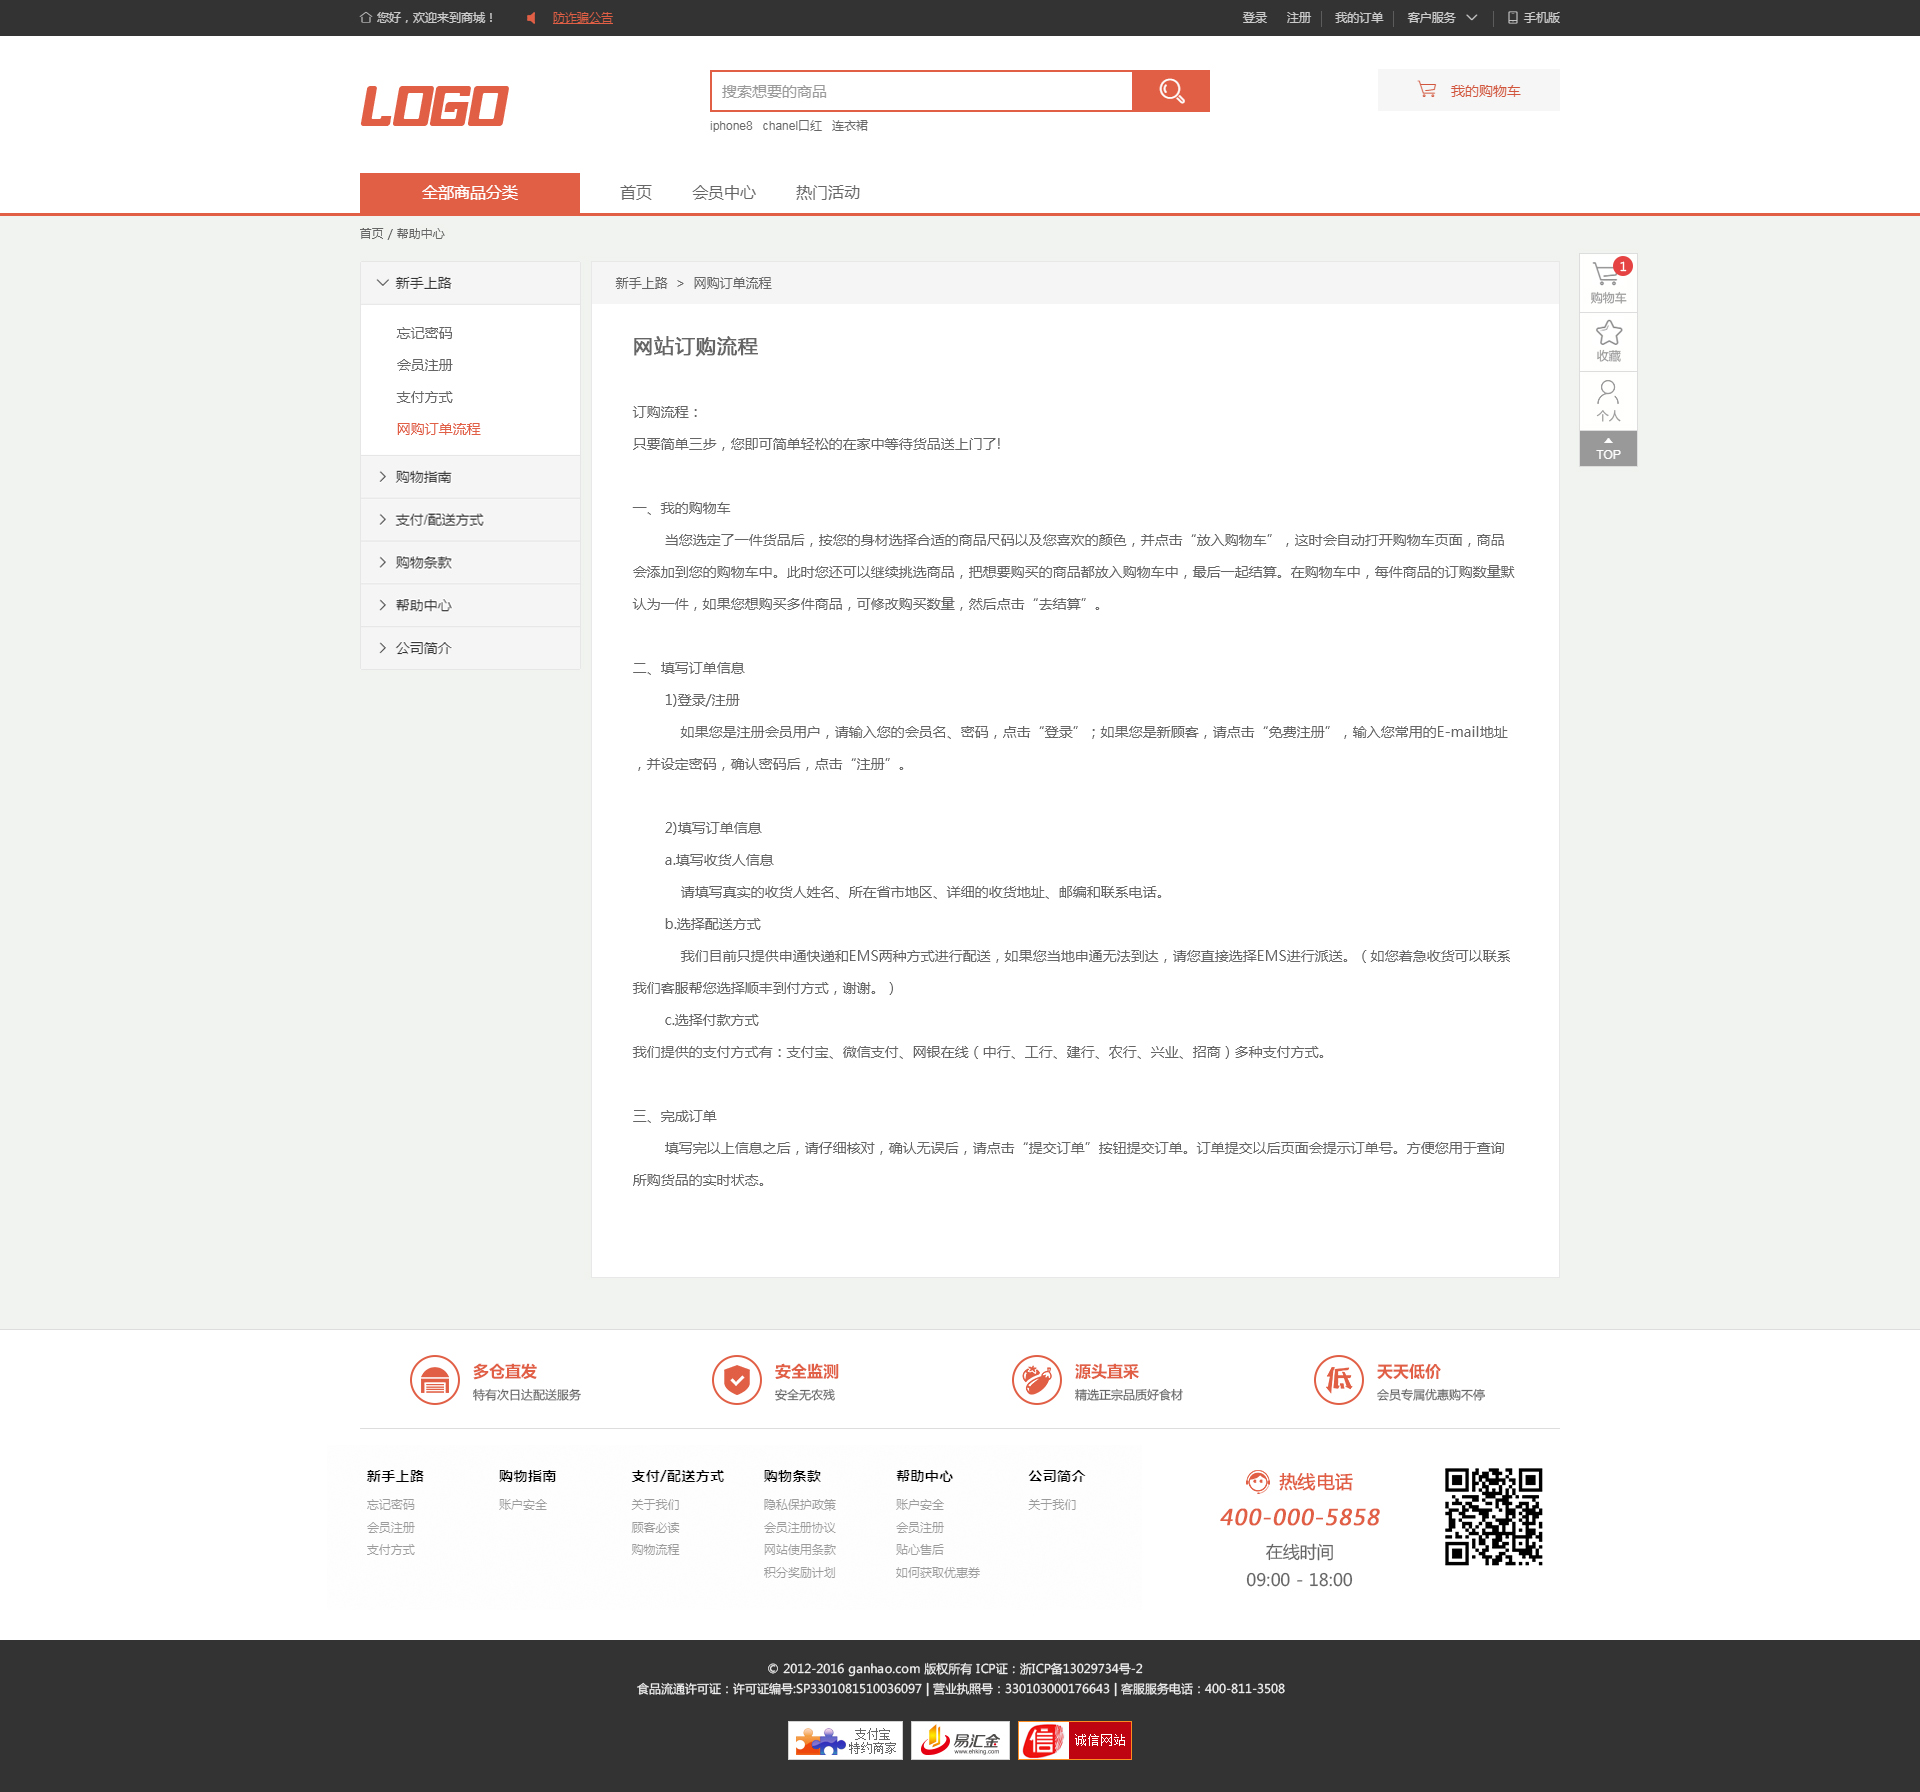 您好，欢迎来到商城！ 防诈骗公告 登录 注册 我的订单 客户服务 手机版
LOGO
搜索想要的商品
我的购物车
iphone8 chanel口红 连衣裙
全部商品分类 首页 会员中心 热门活动
首页 / 帮助中心
新手上路
忘记密码
会员注册
支付方式
网购订单流程
购物指南
支付/配送方式
购物条款
帮助中心
公司简介
新手上路 > 网购订单流程
网站订购流程
订购流程：
只要简单三步，您即可简单轻松的在家中等待货品送上门了!
一、我的购物车
当您选定了一件货品后，按您的身材选择合适的商品尺码以及您喜欢的颜色，并点击“放入购物车”，这时会自动打开购物车页面，商品
会添加到您的购物车中。此时您还可以继续挑选商品，把想要购买的商品都放入购物车中，最后一起结算。在购物车中，每件商品的订购数量默
认为一件，如果您想购买多件商品，可修改购买数量，然后点击“去结算”。
二、填写订单信息
1)登录/注册
如果您是注册会员用户，请输入您的会员名、密码，点击“登录”；如果您是新顾客，请点击“免费注册”，输入您常用的E-mail地址
，并设定密码，确认密码后，点击“注册”。
2)填写订单信息
a.填写收货人信息
请填写真实的收货人姓名、所在省市地区、详细的收货地址、邮编和联系电话。
b.选择配送方式
我们目前只提供申通快递和EMS两种方式进行配送，如果您当地申通无法到达，请您直接选择EMS进行派送。（如您着急收货可以联系
我们客服帮您选择顺丰到付方式，谢谢。）
c.选择付款方式
我们提供的支付方式有：支付宝、微信支付、网银在线（中行、工行、建行、农行、兴业、招商）多种支付方式。
三、完成订单
填写完以上信息之后，请仔细核对，确认无误后，请点击“提交订单”按钮提交订单。订单提交以后页面会提示订单号。方便您用于查询
所购货品的实时状态。
1
购物车
收藏
个人
TOP
多仓直发
特有次日达配送服务
安全监测
安全无农残
源头直采
精选正宗品质好食材
低
天天低价
会员专属优惠购不停
新手上路
忘记密码
会员注册
支付方式
购物指南
账户安全
支付/配送方式
关于我们
顾客必读
购物流程
购物条款
隐私保护政策
会员注册协议
网站使用条款
积分奖励计划
帮助中心
账户安全
会员注册
贴心售后
如何获取优惠券
公司简介
关于我们
热线电话
400-000-5858
在线时间
09:00 - 18:00
© 2012-2016 ganhao.com 版权所有 ICP证：浙ICP备13029734号-2
食品流通许可证：许可证编号:SP3301081510036097 | 营业执照号：330103000176643 | 客服服务电话：400-811-3508
支付宝
特约商家
易汇金
www.ehking.com
信 诚信网站